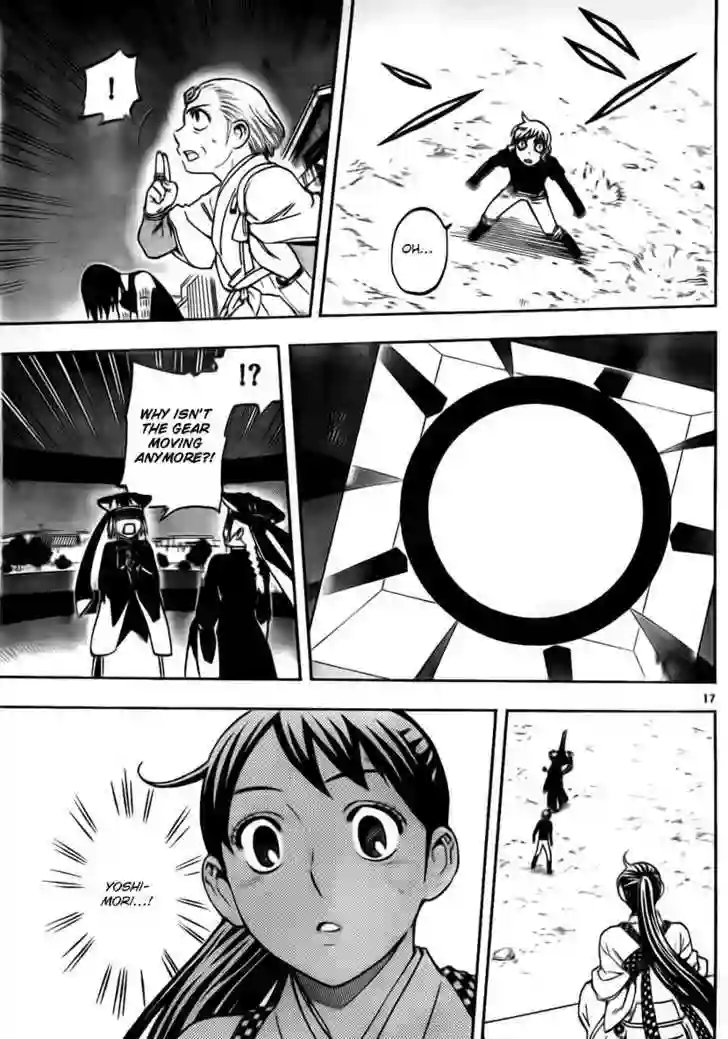 OH...
!
!?
WHY ISN'T
THE GEAR
MOVING
ANYMORE?!
17
YOSHI-
MORI...!